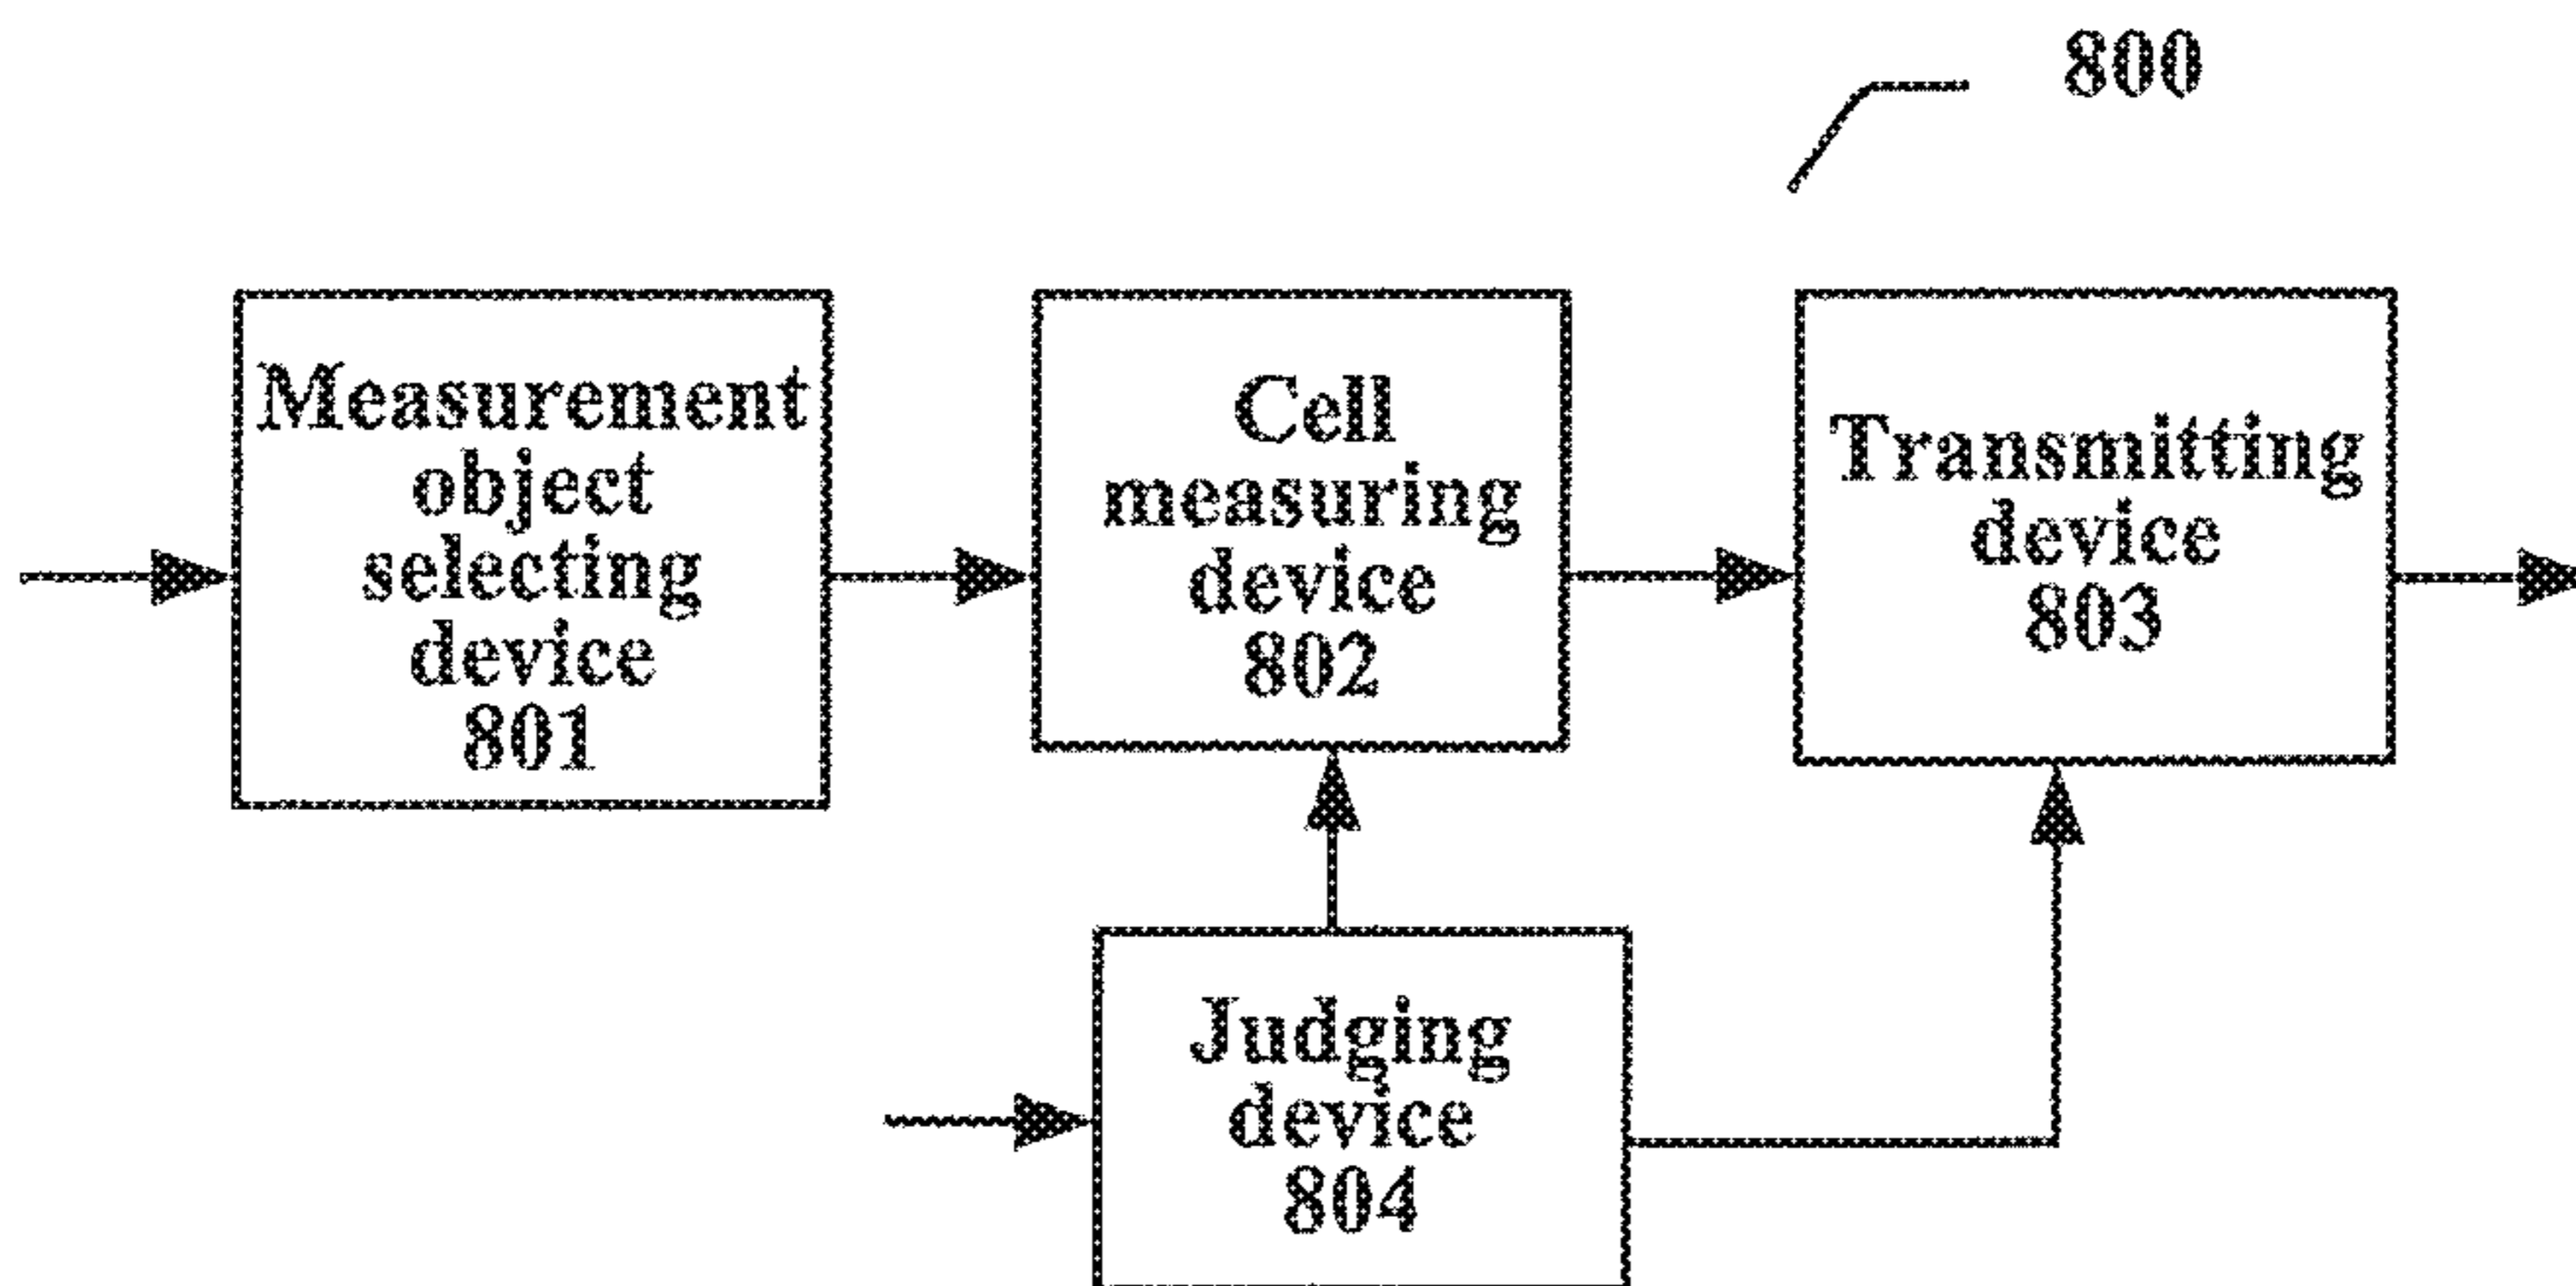 800
Measurement
object
selecting
device
801
Cell
measuring
device
802
Transmitting
device
803
Judging
device
804